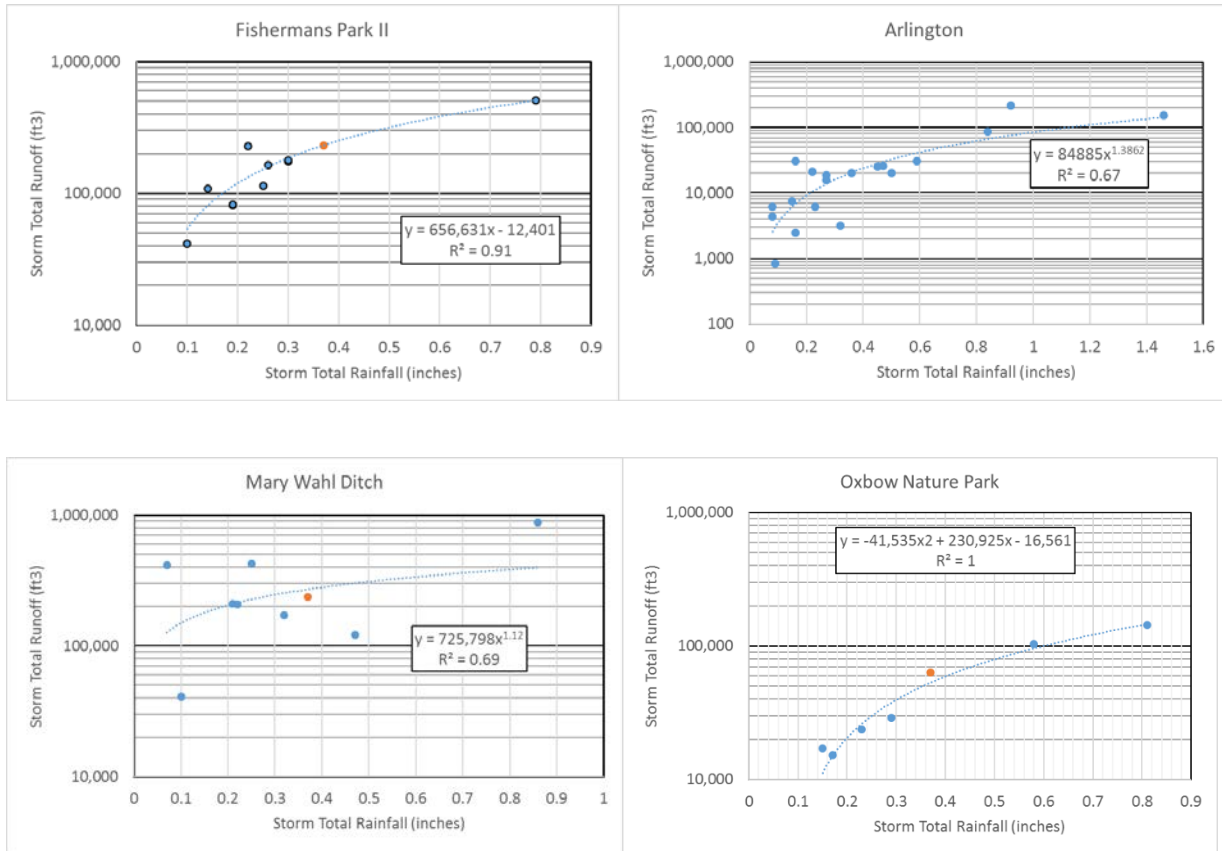 Fishermans Park II
1,000,000
100,000
10,000
Storm Total Runoff (ft3)
y = 656,631x - 12,401
R² = 0.91
0 0.1 0.2 0.3 0.4 0.5 0.6 0.7 0.8 0.9
Storm Total Rainfall (inches)
Arlington
1,000,000
100,000
10,000
1,000
100
Storm Total Runoff (ft3)
y = 84885x^1.3862
R² = 0.67
0 0.2 0.4 0.6 0.8 1 1.2 1.4 1.6
Storm Total Rainfall (inches)
Mary Wahl Ditch
1,000,000
100,000
10,000
Storm Total Runoff (ft3)
y = 725,798x^1.12
R² = 0.69
0 0.1 0.2 0.3 0.4 0.5 0.6 0.7 0.8 0.9 1
Storm Total Rainfall (inches)
Oxbow Nature Park
1,000,000
100,000
10,000
Storm Total Runoff (ft3)
y = -41,535x2 + 230,925x - 16,561
R² = 1
0 0.1 0.2 0.3 0.4 0.5 0.6 0.7 0.8 0.9
Storm Total Rainfall (inches)